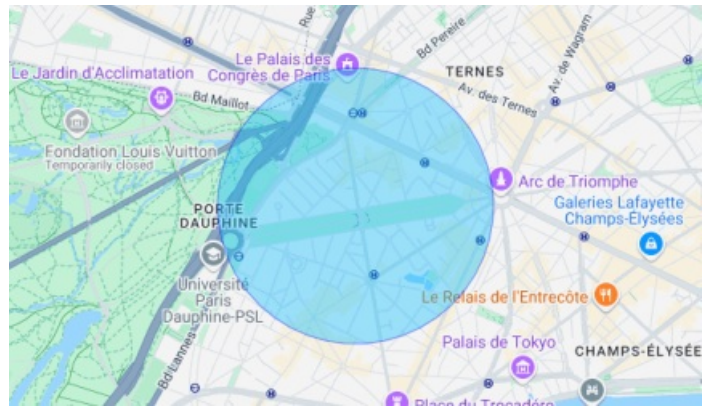 Rue
Bd Pereire
Av. de Wagram
Le Palais des
Congrès de Paris
TERNES
Le Jardin d'Acclimatation
Av. des Ternes
Bd Maillot
Fondation Louis Vuitton
Temporarily closed
Arc de Triomphe
PORTE
DAUPHINE
Galeries Lafayette
Champs-Élysées
Université
Paris
Dauphine-PSL
Le Relais de l'Entrecôte
Palais de Tokyo
CHAMPS-ÉLYSÉE
Bd Lannes
Place du Trocadéro